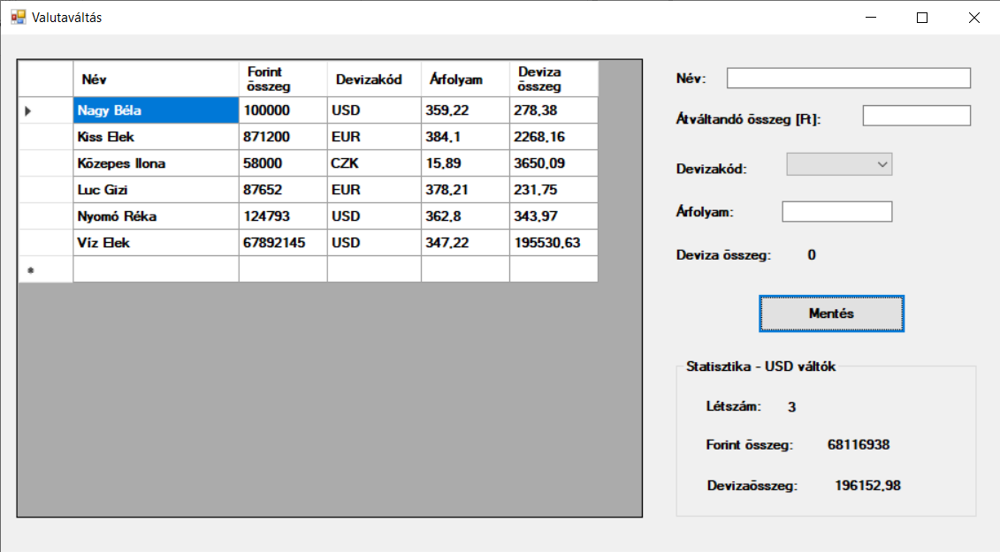 Valutaváltás
Név Forint összeg Devizakód Árfolyam Deviza összeg
Nagy Béla 100000 USD 359,22 278,38
Kiss Elek 871200 EUR 384,1 2268,16
Közepes Ilona 58000 CZK 15,89 3650,09
Luc Gizi 87652 EUR 378,21 231,75
Nyomó Réka 124793 USD 362,8 343,97
Víz Elek 67892145 USD 347,22 195530,63
*
Név:
Átváltandó összeg [Ft]:
Devizakód:
Árfolyam:
Deviza összeg: 0
Mentés
Statisztika - USD váltók
Létszám: 3
Forint összeg: 68116938
Devizaösszeg: 196152,98